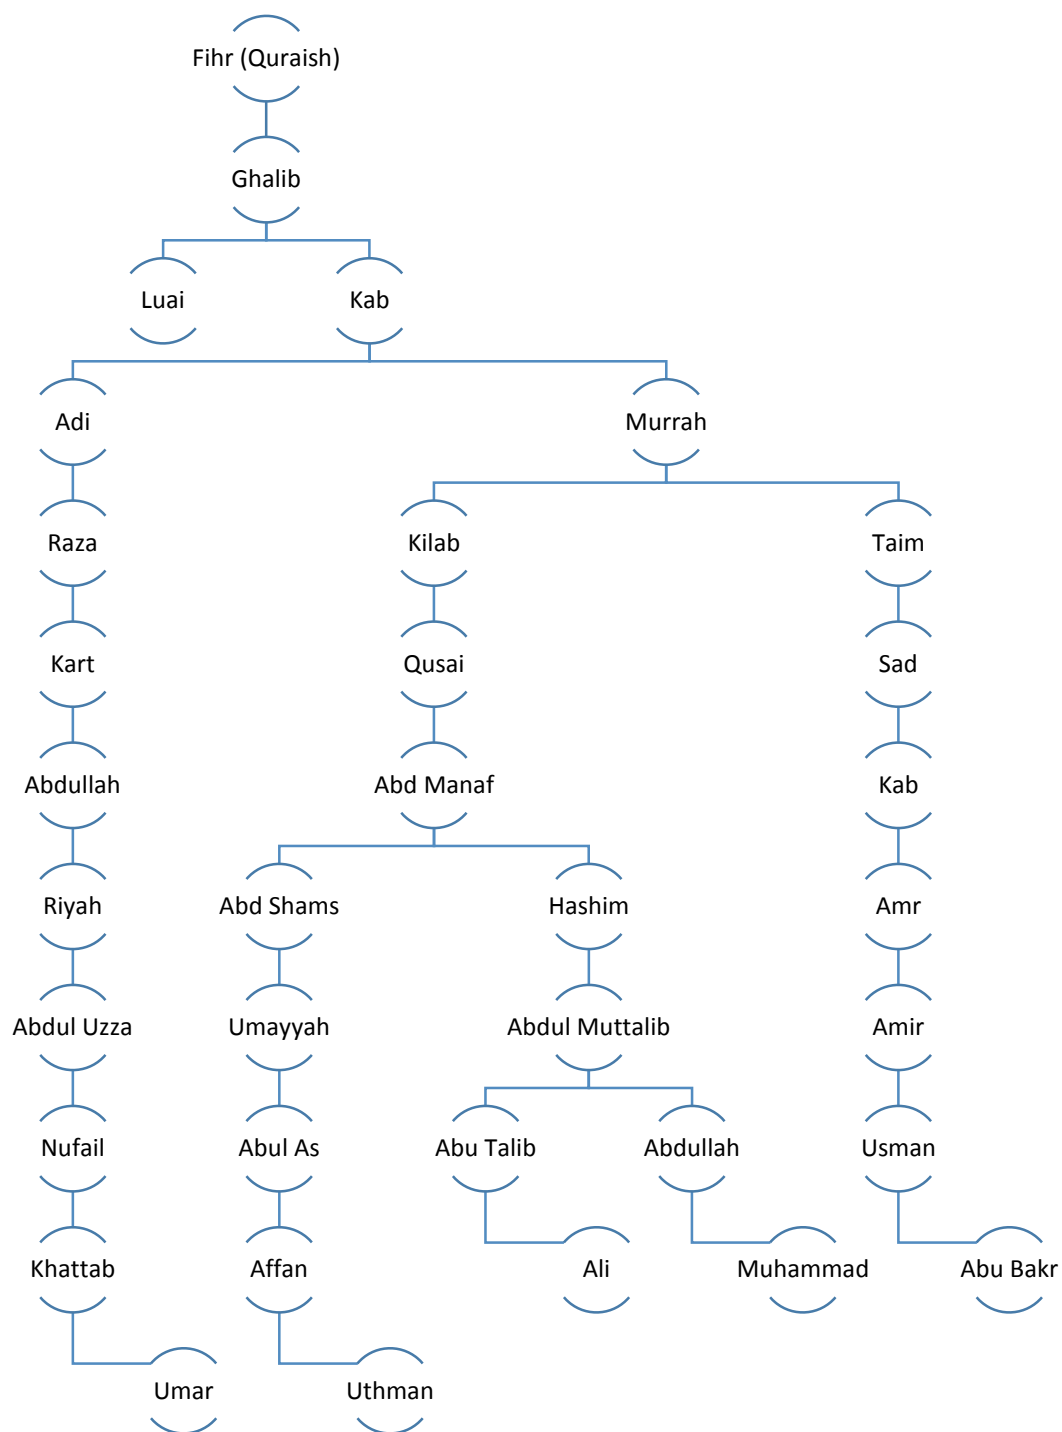 Fihr (Quraish)
Ghalib
Luai
Kab
Adi
Murrah
Raza
Kilab
Taim
Kart
Qusai
Sad
Abdullah
Abd Manaf
Kab
Riyah
Abd Shams
Hashim
Amr
Abdul Uzza
Umayyah
Abdul Muttalib
Amir
Nufail
Abul As
Abu Talib
Abdullah
Usman
Khattab
Affan
Ali
Muhammad
Abu Bakr
Umar
Uthman